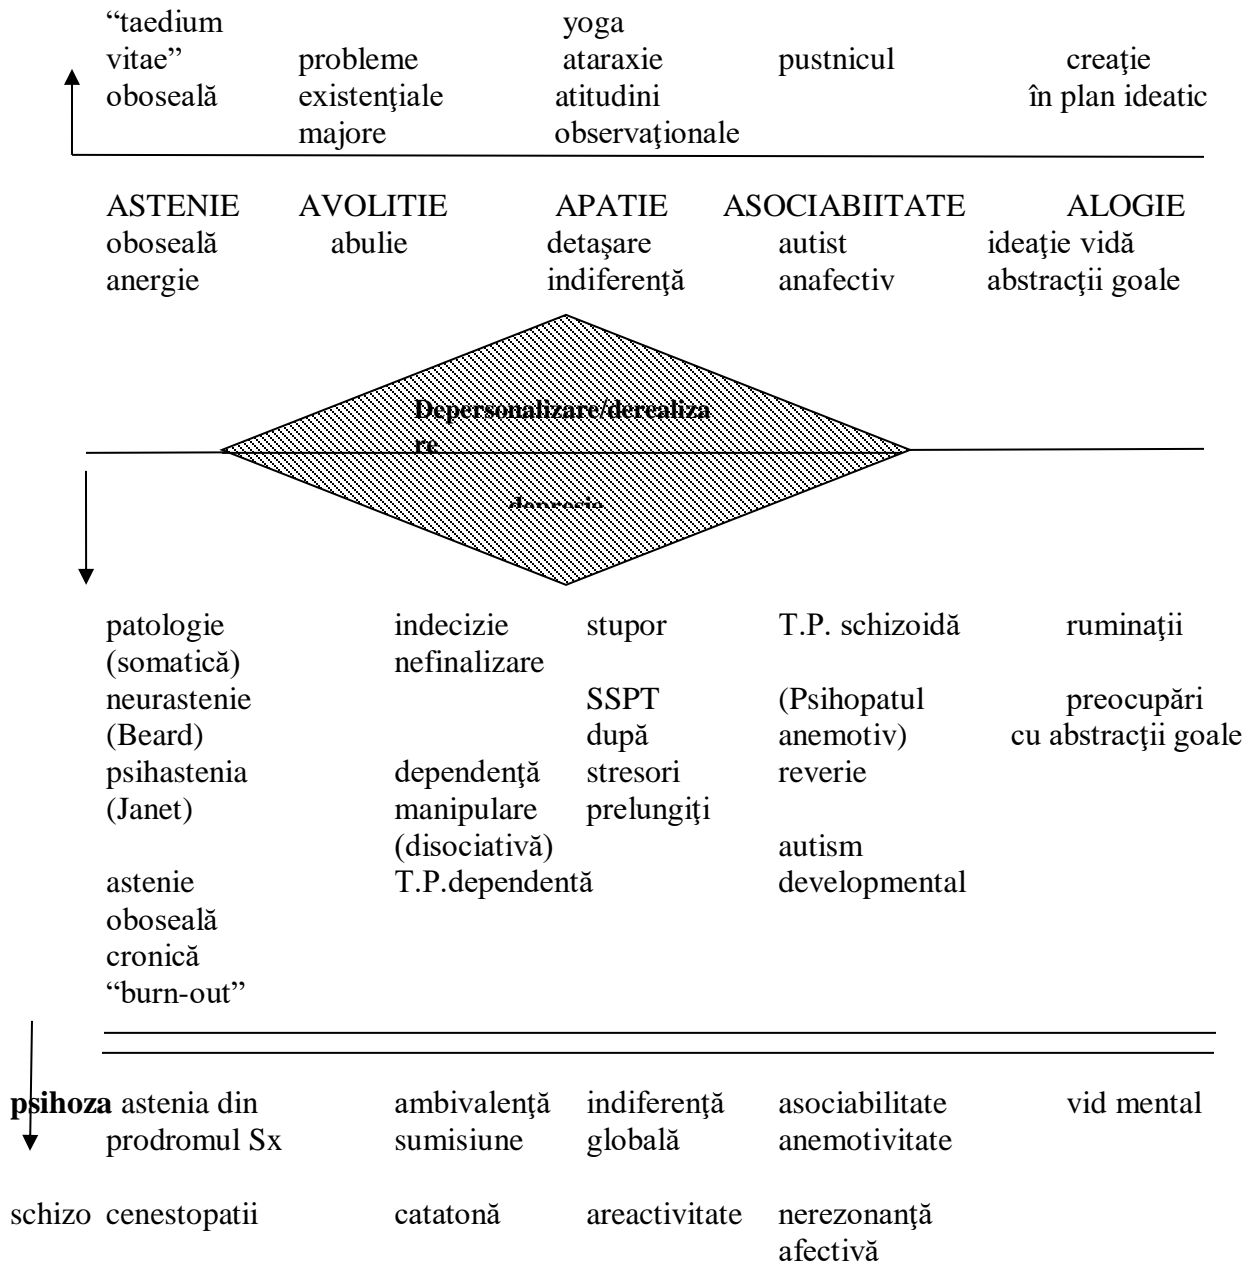 “taedium yoga
vitae” probleme ataraxie pustnicul creaţie
oboseală existenţiale atitudini în plan ideatic
majore observaţionale
ASTENIE AVOLITIE APATIE ASOCIABIITATE ALOGIE
oboseală abulie detaşare autist ideaţie vidă
anergie indiferenţă anafectiv abstracţii goale
Depersonalizare/derealiza
re
patologie indecizie stupor T.P. schizoidă ruminaţii
(somatică) nefinalizare
neurastenie SSPT (Psihopatul preocupări
(Beard) după anemotiv) cu abstracţii goale
psihastenia dependenţă stresori reverie
(Janet) manipulare prelungiţi
(disociativă) autism
astenie T.P.dependentă developmental
oboseală
cronică
“burn-out”
psihoza astenia din ambivalenţă indiferenţă asociabilitate vid mental
prodromul Sx sumisiune globală anemotivitate
schizo cenestopatii catatonă areactivitate nerezonanţă
afectivă